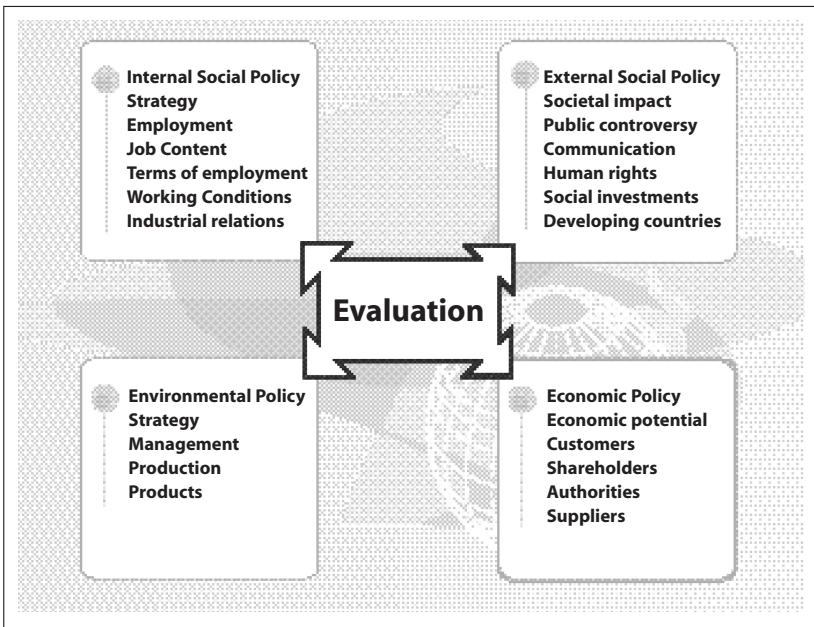 Internal Social Policy
Strategy
Employment
Job Content
Terms of employment
Working Conditions
Industrial relations
External Social Policy
Societal impact
Public controversy
Communication
Human rights
Social investments
Developing countries
Evaluation
Environmental Policy
Strategy
Management
Production
Products
Economic Policy
Economic potential
Customers
Shareholders
Authorities
Suppliers